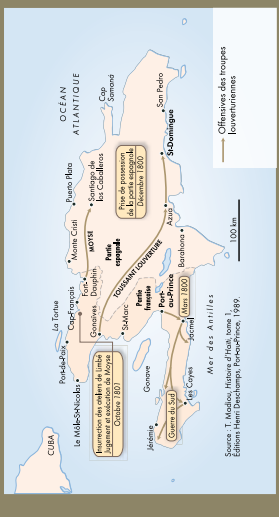 OCÉAN
ATLANTIQUE
CUBA
La Tortue
Port-de-Paix
Cap-Français
Le Môle-St-Nicolas
Fort-
Dauphin
Monte Cristi
Puerto Plata
Santiago de
los Caballeros
Cap
Samaná
MOYSE
Gonaïves
St-Marc
TOUSSAINT LOUVERTURE
Partie
espagnole
Partie
française
Port-
au-Prince
Gonave
Jérémie
Les Cayes
Jacmel
Azua
Barahona
St-Domingue
San Pedro
Prise de possession
de la partie espagnole
Décembre 1800
Insurrection des ateliers de Limbé
Jugement et exécution de Moyse
Octobre 1801
Guerre du Sud
Mars 1800
Mer des Antilles
100 km
Offensives des troupes
louverturiennes
Source : T. Madiou, Histoire d'Haïti, tome 1,
Éditions Henri Deschamps, Port-au-Prince, 1989.